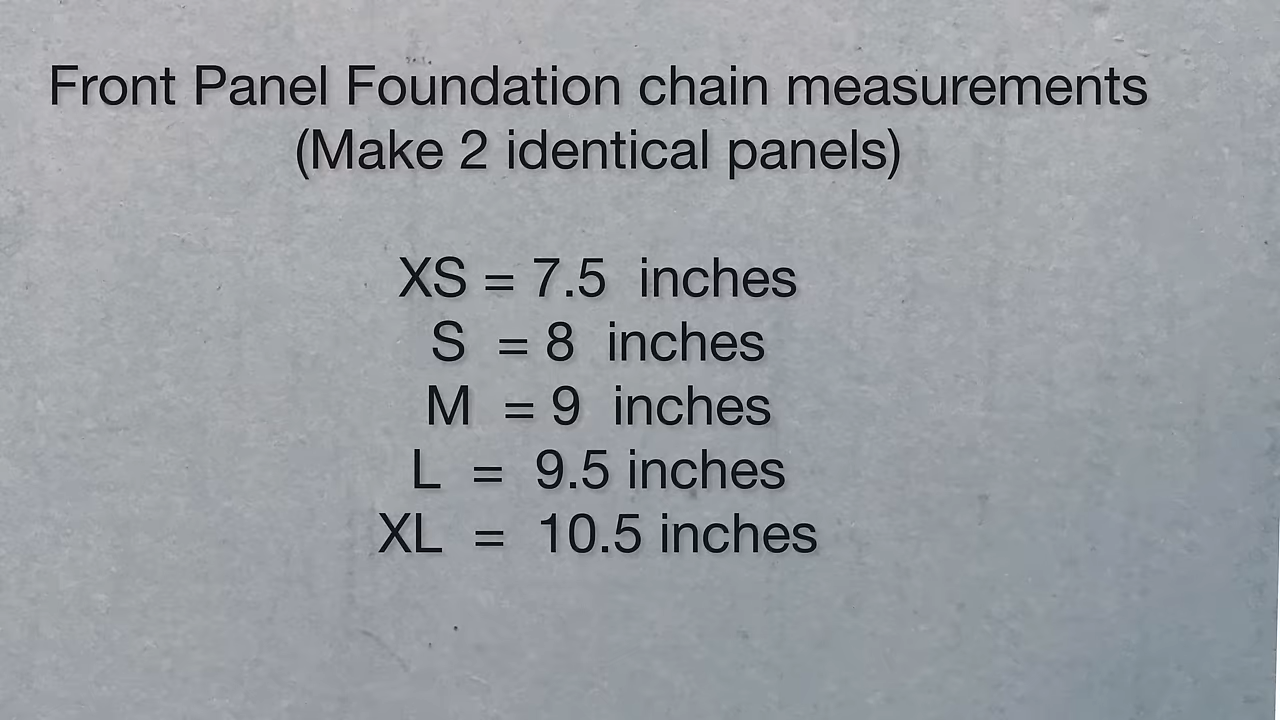 Front Panel Foundation chain measurements
(Make 2 identical panels)
XS = 7.5 inches
S = 8 inches
M = 9 inches
L = 9.5 inches
XL = 10.5 inches